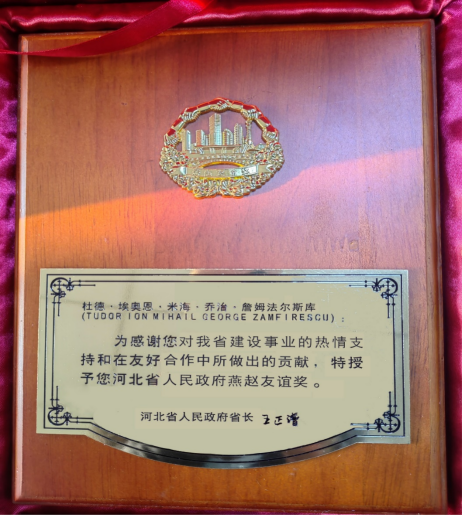 杜德·埃奥恩·米海·乔治·詹姆法尔斯库
(TUDOR ION MIHAIL GEORGE ZAMFIRESCU)：
为感谢您对我省建设事业的热情支
持和在友好合作中所做出的贡献，特授
予您河北省人民政府燕赵友谊奖。
河北省人民政府省长 王正谱